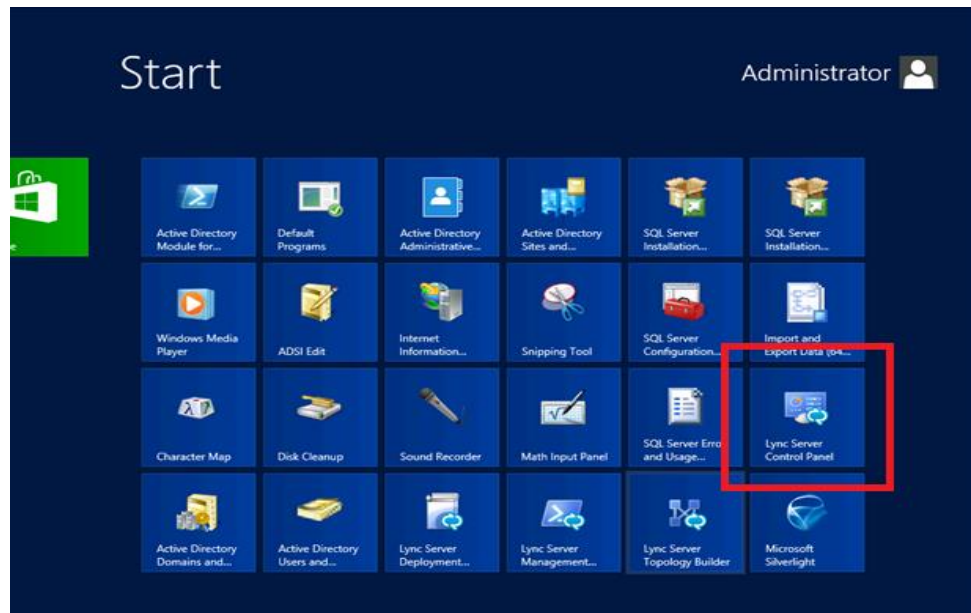 Start
Administrator
Active Directory
Module for...
Default
Programs
Active Directory
Administrative...
Active Directory
Sites and...
SQL Server
Installation...
SQL Server
Installation...
Windows Media
Player
ADSI Edit
Internet
Information...
Snipping Tool
SQL Server
Configuration...
Import and
Export Data (64...
Character Map
Disk Cleanup
Sound Recorder
Math Input Panel
SQL Server Erro
and Usage...
Lync Server
Control Panel
Active Directory
Domains and...
Active Directory
Users and...
Lync Server
Deployment...
Lync Server
Management...
Lync Server
Topology Builder
Microsoft
Silverlight